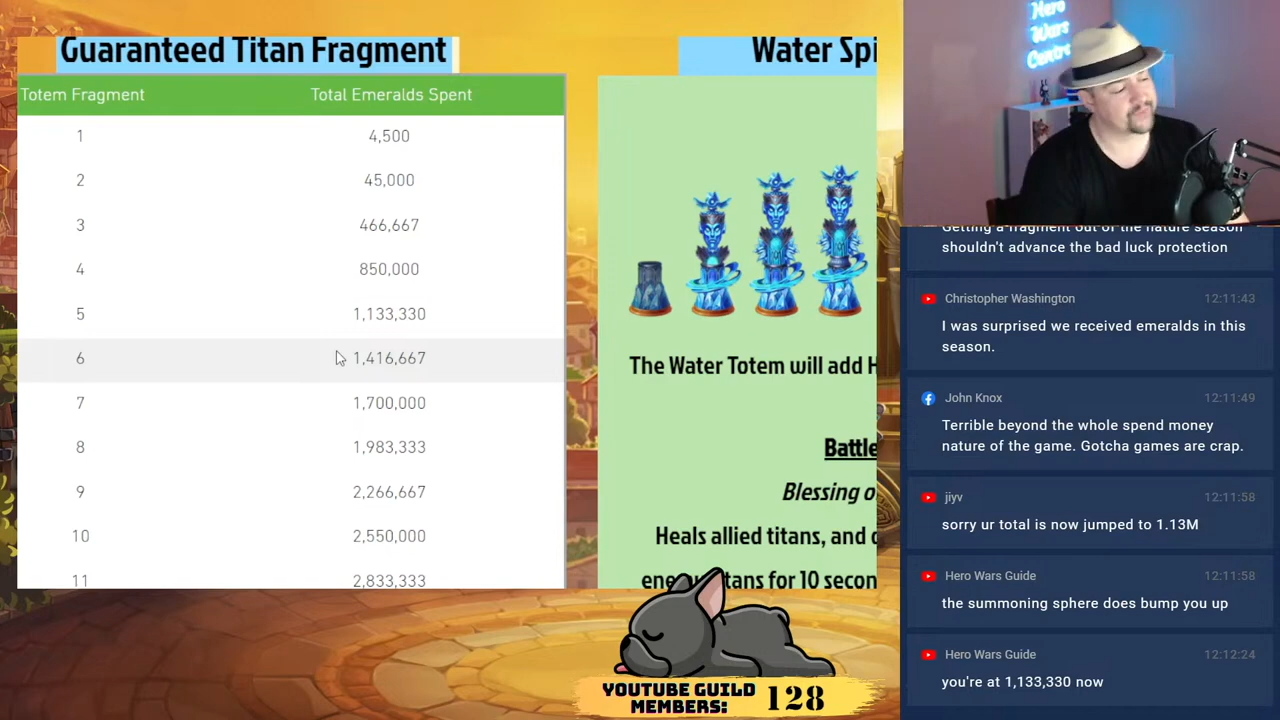 Guaranteed Titan Fragment
Totem Fragment Total Emeralds Spent
1 4,500
2 45,000
3 466,667
4 850,000
5 1,133,330
6 1,416,667
7 1,700,000
8 1,983,333
9 2,266,667
10 2,550,000
11 2,833,333
Water Spi
The Water Totem will add H
Battle
Blessing o
Heals allied titans, and
tans for 10 secon
YOUTUBE GUILD
MEMBERS: 128
Hero
Wars
Centre
Getting a fragment out of the nature season
shouldn't advance the bad luck protection
Christopher Washington 12:11:43
I was surprised we received emeralds in this
season.
John Knox 12:11:49
Terrible beyond the whole spend money
nature of the game. Gotcha games are crap.
jiyv 12:11:58
sorry ur total is now jumped to 1.13M
Hero Wars Guide 12:11:58
the summoning sphere does bump you up
Hero Wars Guide 12:12:24
you're at 1,133,330 now